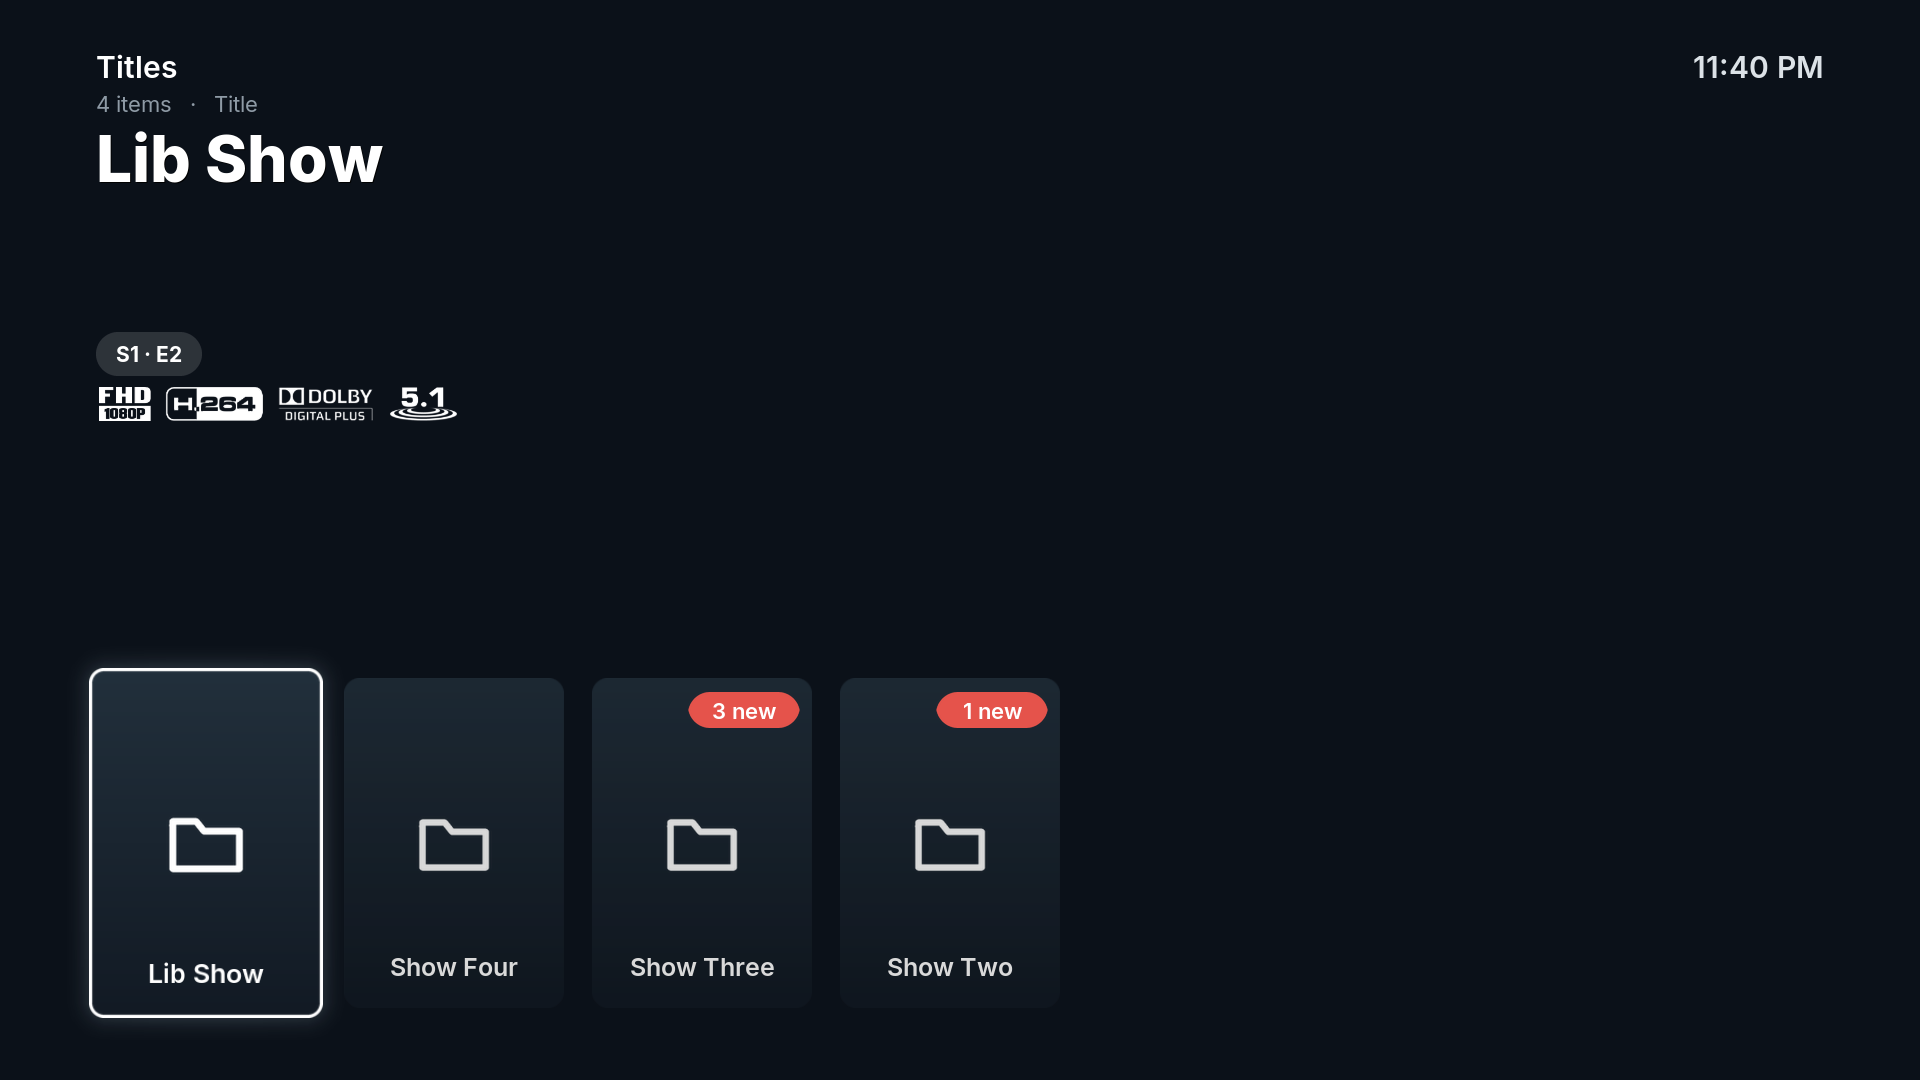 Titles
11:40 PM
4 items · Title
Lib Show
S1 · E2
FHD 1080P H.264 DOLBY DIGITAL PLUS 5.1
3 new
1 new
Lib Show
Show Four
Show Three
Show Two